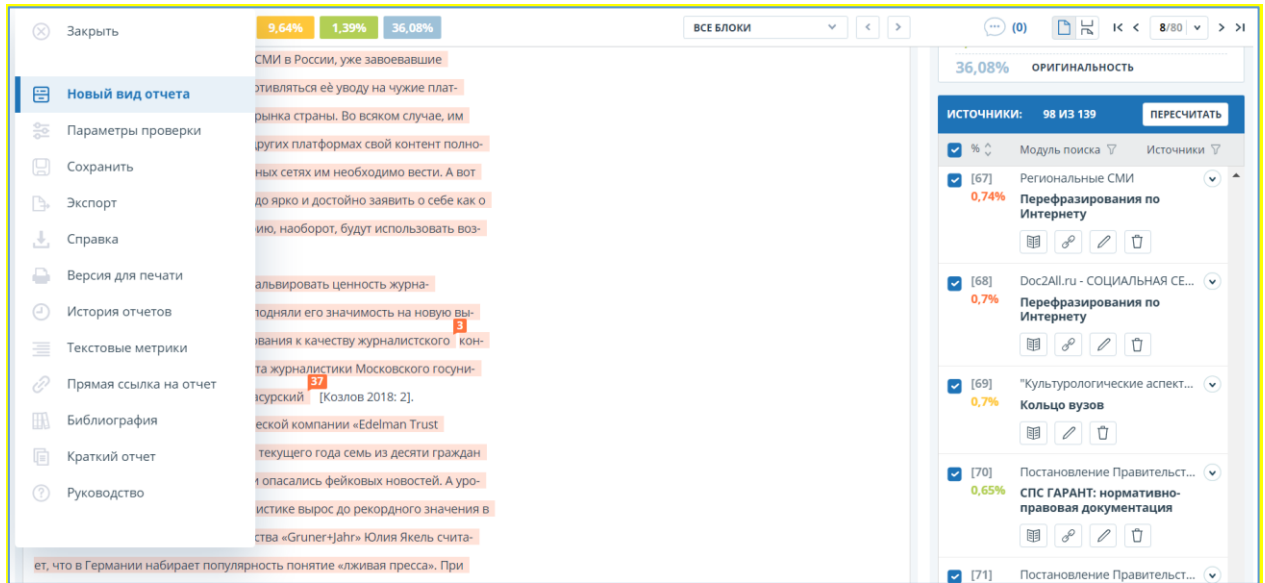 Закрыть
9,64% 1,39% 36,08%
ВСЕ БЛОКИ
(0)
8/80
Новый вид отчета
Параметры проверки
Сохранить
Экспорт
Справка
Версия для печати
История отчетов
Текстовые метрики
Прямая ссылка на отчет
Библиография
Краткий отчет
Руководство
СМИ в России, уже завоевавшие
отивляться её уводу на чужие плат-
рынка страны. Во всяком случае, им
других платформах свой контент полно-
ных сетях им необходимо вести. А вот
до ярко и достойно заявить о себе как о
ию, наоборот, будут использовать воз-
альвировать ценность журна-
подняли его значимость на новую вы-
3
ования к качеству журналистского кон-
та журналистики Московского госуни-
37
асурский [Козлов 2018: 2].
еской компании «Edelman Trust
текущего года семь из десяти граждан
и опасались фейковых новостей. А уро-
истике вырос до рекордного значения в
ства «Gruner+Jahr» Юлия Якель счита-
ет, что в Германии набирает популярность понятие «лживая пресса». При
36,08% ОРИГИНАЛЬНОСТЬ
ИСТОЧНИКИ: 98 ИЗ 139 ПЕРЕСЧИТАТЬ
% Модуль поиска Источники
[67] Региональные СМИ
0,74% Перефразирования по
Интернету
[68] Doc2All.ru - СОЦИАЛЬНАЯ СЕ...
0,7% Перефразирования по
Интернету
[69] "Культурологические аспект...
0,7% Кольцо вузов
[70] Постановление Правительст...
0,65% СПС ГАРАНТ: нормативно-
правовая документация
[71] Постановление Правительст...